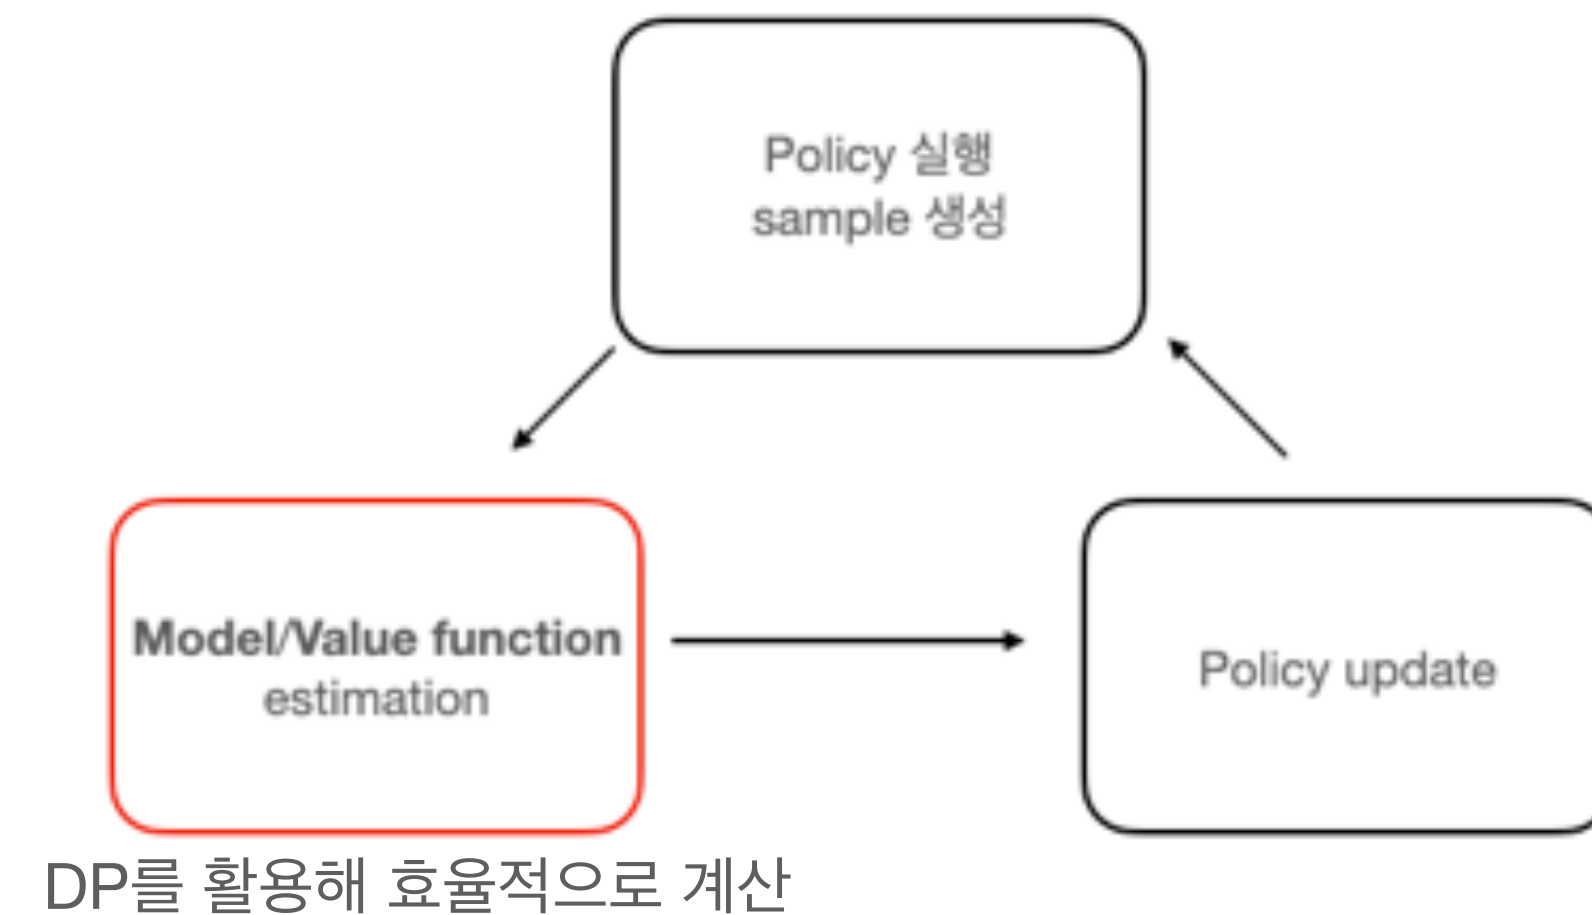 Policy 실행
sample 생성
Model/Value function
estimation
Policy update
DP를 활용해 효율적으로 계산